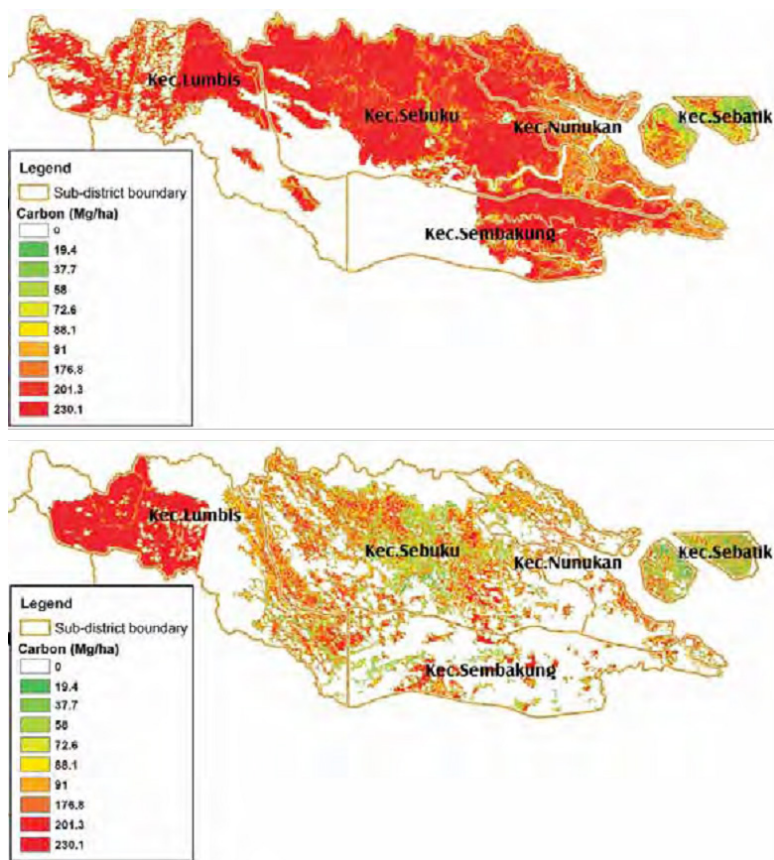 Kec.Lumbis
Kec.Sebuku
Kec.Nunukan
Kec.Sebatik
Kec.Sembakung
Legend
Sub-district boundary
Carbon (Mg/ha)
0
19.4
37.7
58
72.6
88.1
91
176.8
201.3
230.1
Kec.Lumbis
Kec.Sebuku
Kec.Nunukan
Kec.Sebatik
Kec.Sembakung
Legend
Sub-district boundary
Carbon (Mg/ha)
0
19.4
37.7
58
72.6
88.1
91
176.8
201.3
230.1